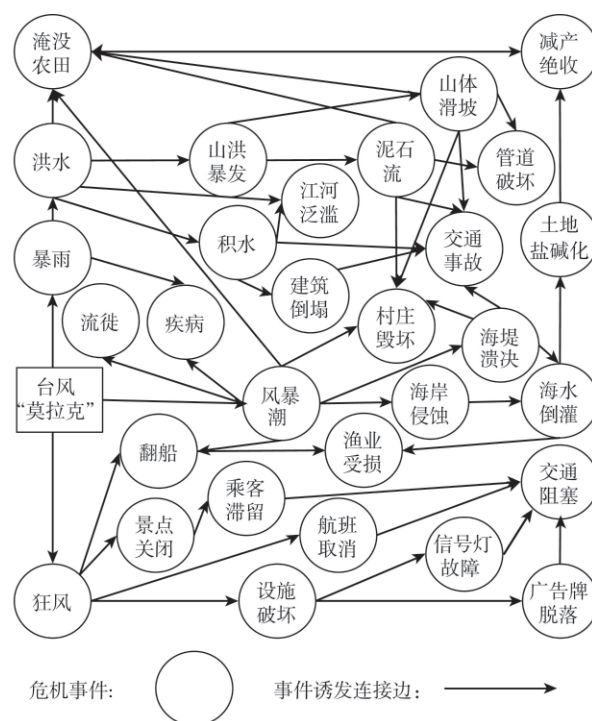 淹没
农田
减产
绝收
山体
滑坡
洪水
山洪
暴发
泥石
流
管道
破坏
江河
泛滥
积水
交通
事故
土地
盐碱化
暴雨
建筑
倒塌
流徙
疾病
村庄
毁坏
海堤
溃决
台风
“莫拉克”
风暴
潮
海岸
侵蚀
海水
倒灌
翻船
渔业
受损
乘客
滞留
交通
阻塞
景点
关闭
航班
取消
信号灯
故障
狂风
设施
破坏
广告牌
脱落
危机事件:
事件诱发连接边: